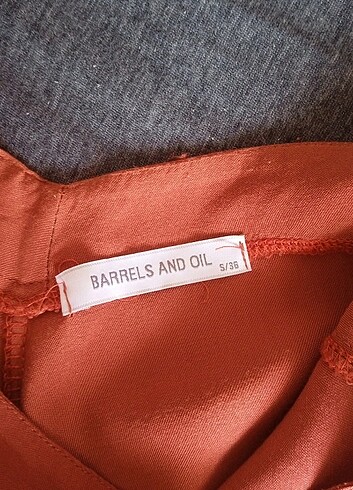 BARRELS AND OIL
S/36